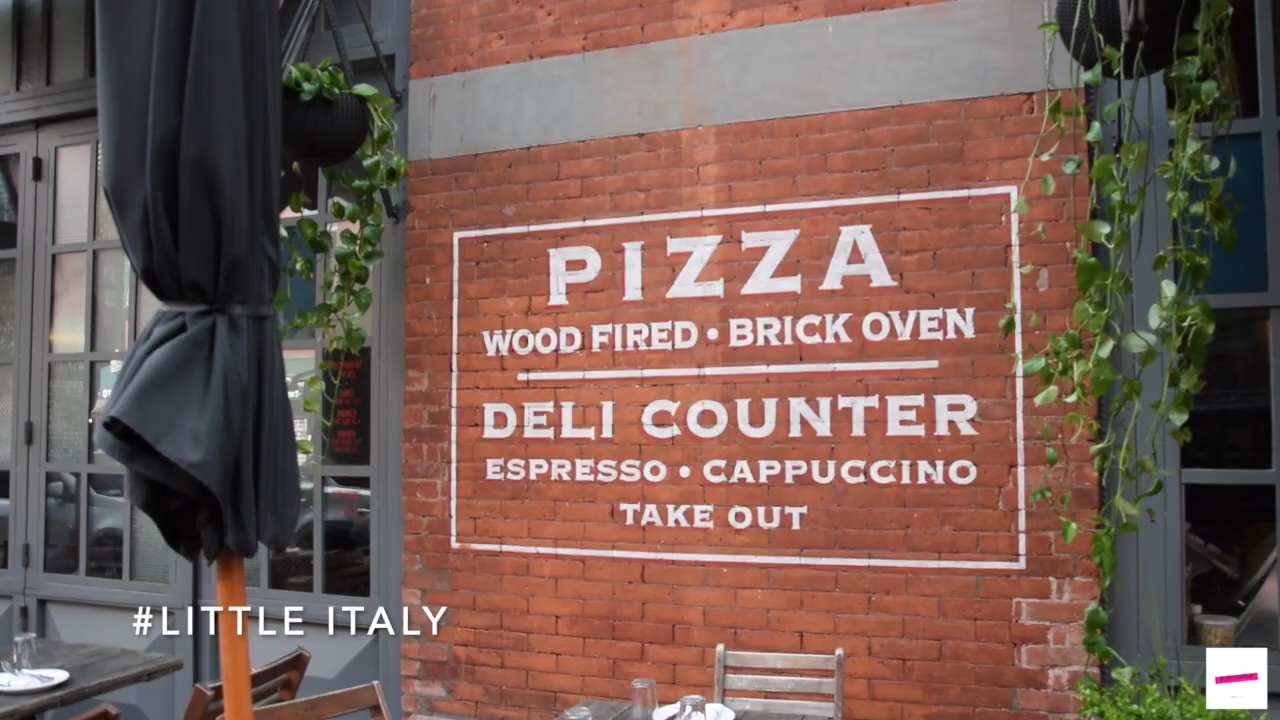 PIZZA
WOOD FIRED • BRICK OVEN
DELI COUNTER
ESPRESSO • CAPPUCCINO
TAKE OUT
#LITTLE ITALY